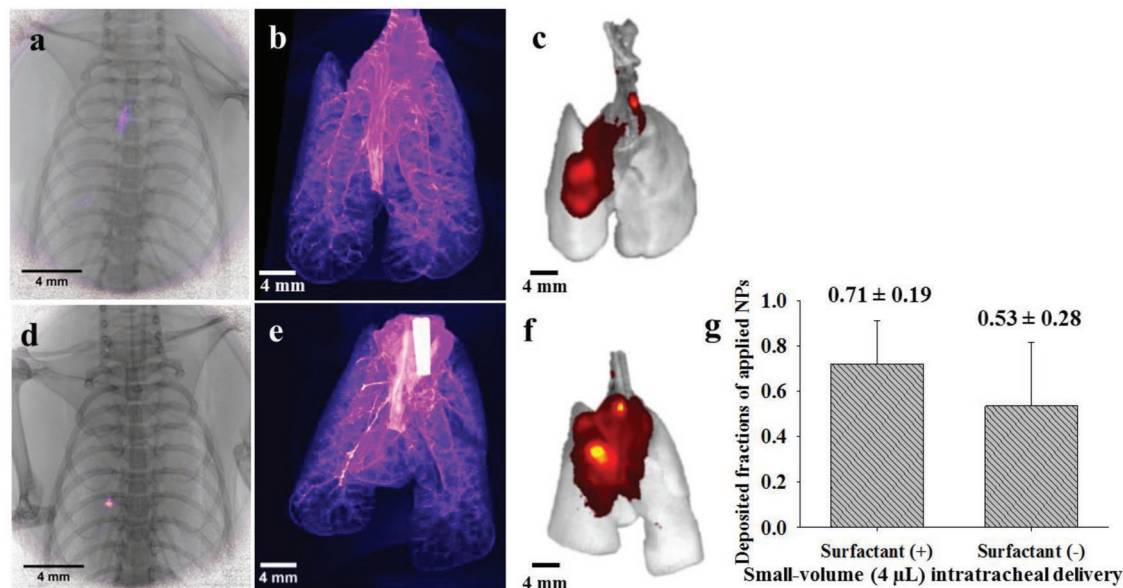 a
b
c
4 mm
4 mm
4 mm
d
e
f
4 mm
4 mm
4 mm
g
0.71 ± 0.19
0.53 ± 0.28
Deposited fractions of applied NPs
1.0
0.8
0.6
0.4
0.2
0.0
Surfactant (+)
Surfactant (-)
Small-volume (4 µL) intratracheal delivery